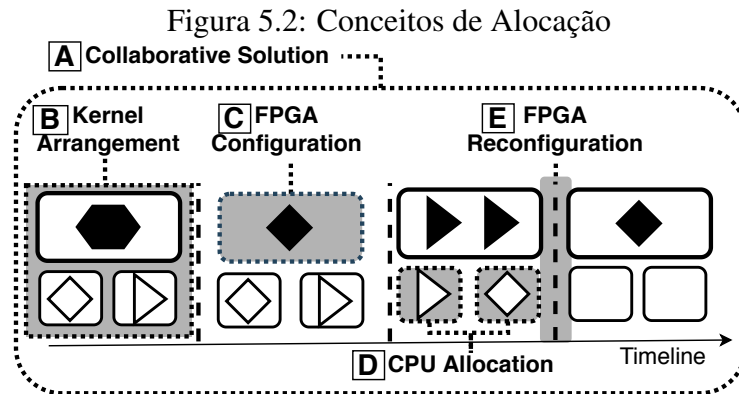 Figura 5.2: Conceitos de Alocação
A Collaborative Solution
B Kernel
Arrangement
C FPGA
Configuration
E FPGA
Reconfiguration
D CPU Allocation
Timeline